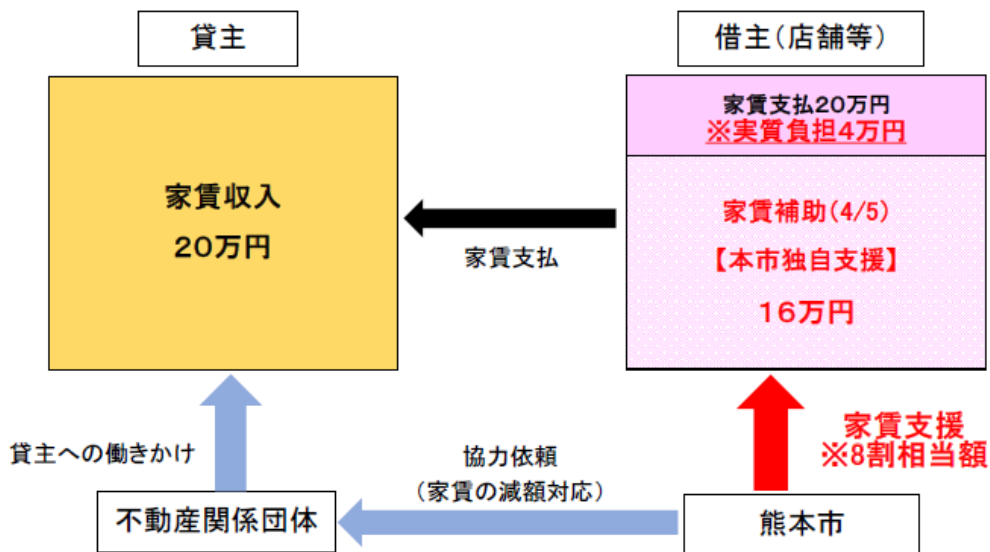 貸主
借主(店舗等)
家賃収入
20万円
家賃支払
家賃支払20万円
※実質負担4万円
家賃補助(4/5)
【本市独自支援】
16万円
貸主への働きかけ
協力依頼
(家賃の減額対応)
家賃支援
※8割相当額
不動産関係団体
熊本市